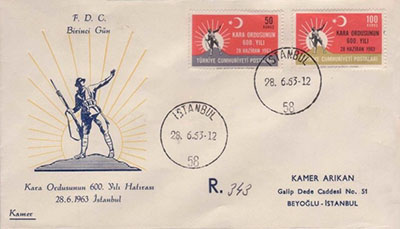 F. D. C.
Birinci Gün
Kara Ordusunun 600. Yılı Hatırası
28.6.1963 İstanbul
Kamer
50
KURUŞ
KARA ORDUSUNUN
600. YILI
28 HAZİRAN 1963
TÜRKİYE CUMHURİYETİ POSTALARI
100
KURUŞ
KARA ORDUSUNUN
600. YILI
28 HAZİRAN 1963
TÜRKİYE CUMHURİYETİ POSTALARI
İSTANBUL
28.6.63-12
58
İSTANBUL
28.6.63-12
58
R. 343
KAMER ARIKAN
Galip Dede Caddesi No. 51
BEYOĞLU-İSTANBUL